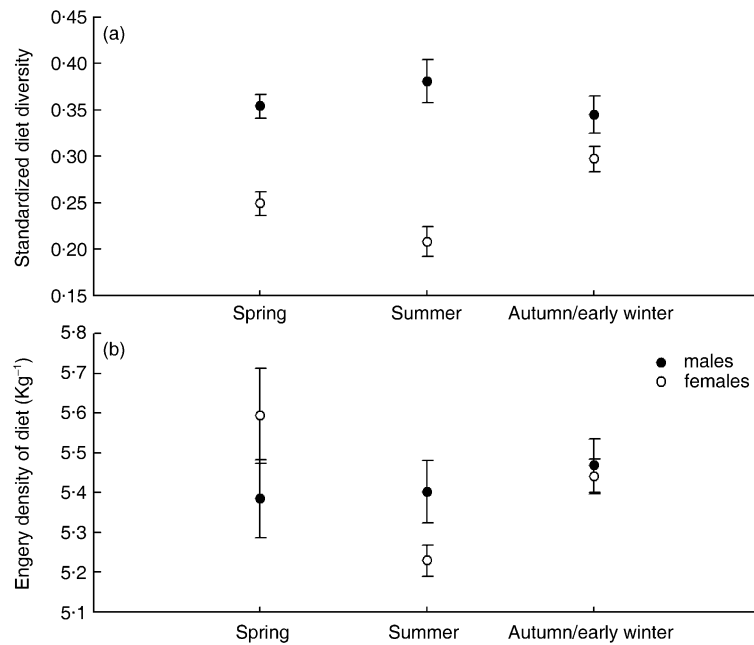 (a)
Standardized diet diversity
0·45
0·40
0·35
0·30
0·25
0·20
0·15
Spring Summer Autumn/early winter
(b)
Engery density of diet (Kg⁻¹)
5·8
5·7
5·6
5·5
5·4
5·3
5·2
5·1
males
females
Spring Summer Autumn/early winter